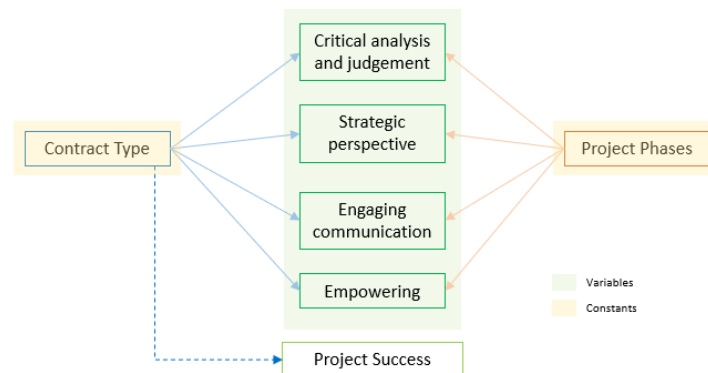 Critical analysis
and judgement
Strategic
perspective
Contract Type
Project Phases
Engaging
communication
Empowering
Variables
Constants
Project Success